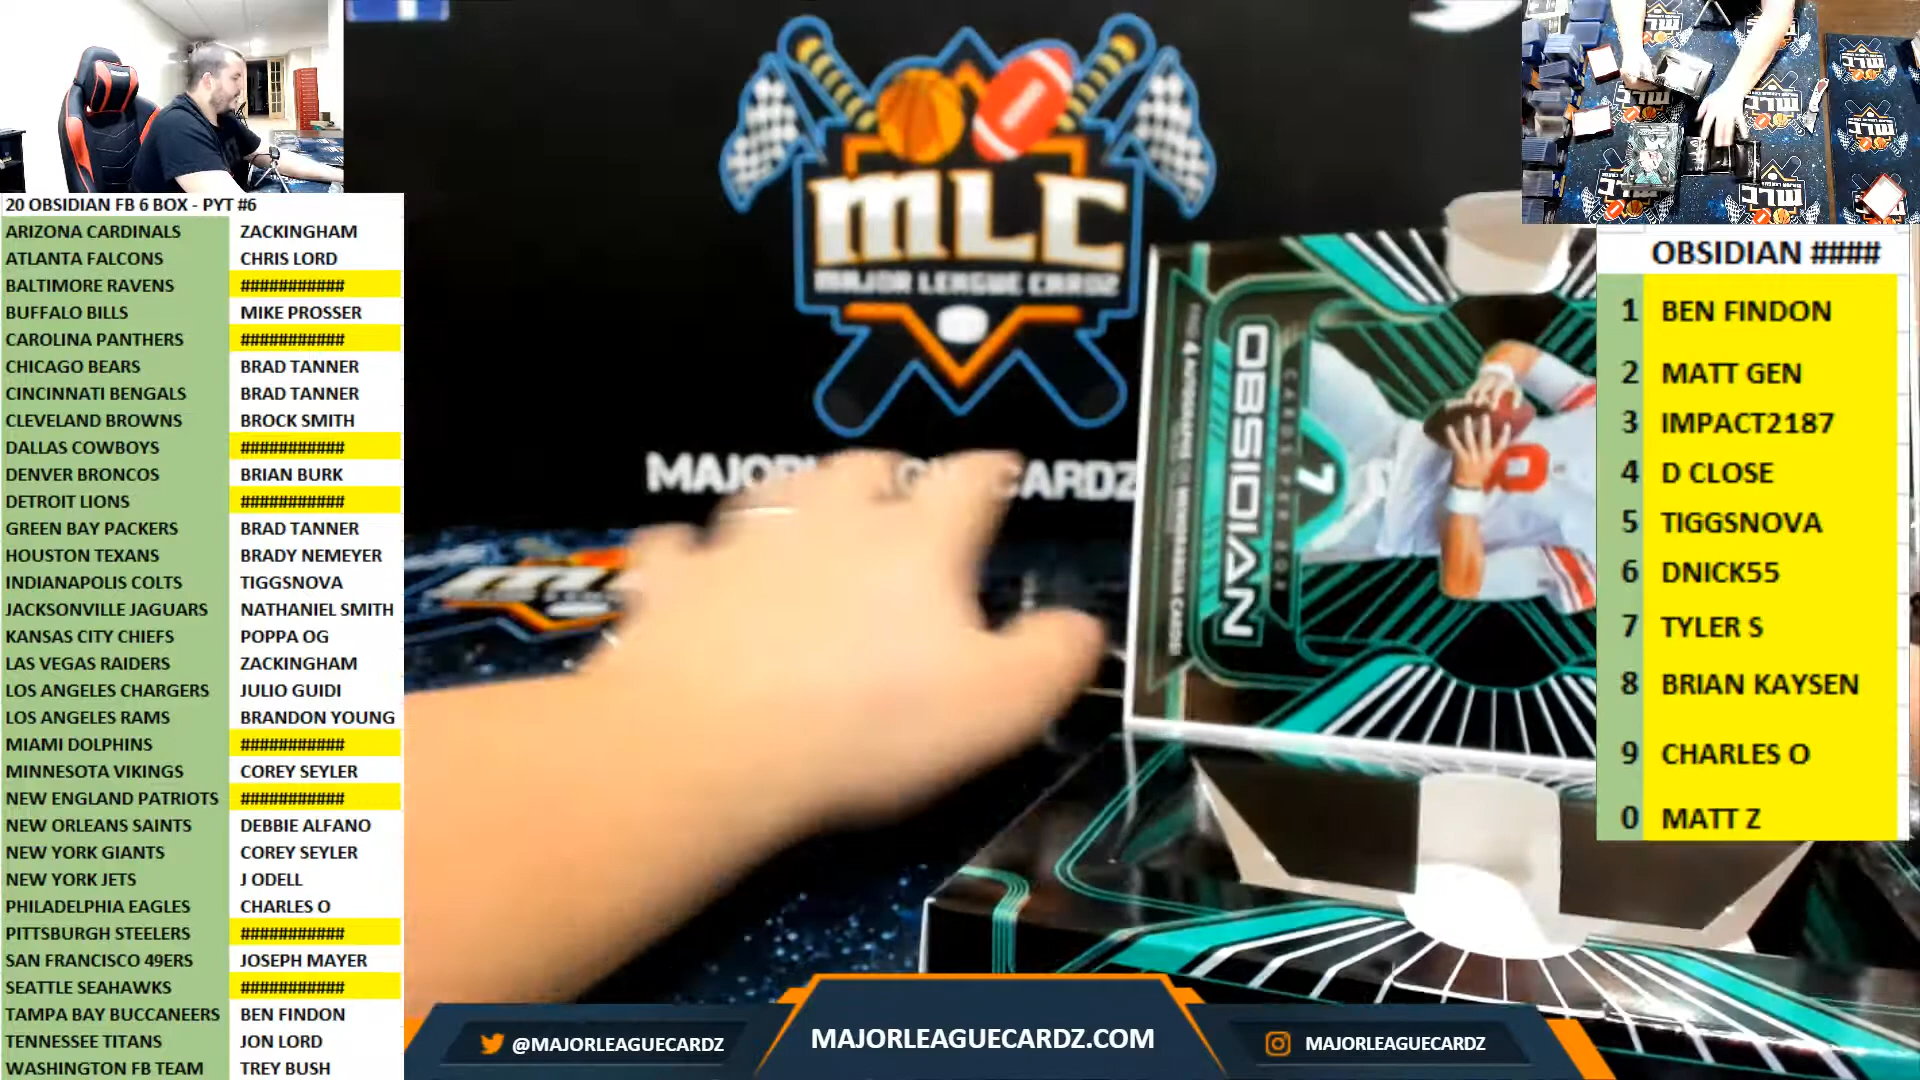 20 OBSIDIAN FB 6 BOX - PYT #6
ARIZONA CARDINALS ZACKINGHAM
ATLANTA FALCONS CHRIS LORD
BALTIMORE RAVENS ###########
BUFFALO BILLS MIKE PROSSER
CAROLINA PANTHERS ###########
CHICAGO BEARS BRAD TANNER
CINCINNATI BENGALS BRAD TANNER
CLEVELAND BROWNS BROCK SMITH
DALLAS COWBOYS ###########
DENVER BRONCOS BRIAN BURK
DETROIT LIONS ###########
GREEN BAY PACKERS BRAD TANNER
HOUSTON TEXANS BRADY NEMEYER
INDIANAPOLIS COLTS TIGGSNOVA
JACKSONVILLE JAGUARS NATHANIEL SMITH
KANSAS CITY CHIEFS POPPA OG
LAS VEGAS RAIDERS ZACKINGHAM
LOS ANGELES CHARGERS JULIO GUIDI
LOS ANGELES RAMS BRANDON YOUNG
MIAMI DOLPHINS ###########
MINNESOTA VIKINGS COREY SEYLER
NEW ENGLAND PATRIOTS ###########
NEW ORLEANS SAINTS DEBBIE ALFANO
NEW YORK GIANTS COREY SEYLER
NEW YORK JETS J ODELL
PHILADELPHIA EAGLES CHARLES O
PITTSBURGH STEELERS ###########
SAN FRANCISCO 49ERS JOSEPH MAYER
SEATTLE SEAHAWKS ###########
TAMPA BAY BUCCANEERS BEN FINDON
TENNESSEE TITANS JON LORD
WASHINGTON FB TEAM TREY BUSH
MLC
MAJOR LEAGUE CARDZ
CARDZ
OBSIDIAN
7
CARDS PER BOX
OBSIDIAN ####
1 BEN FINDON
2 MATT GEN
3 IMPACT2187
4 D CLOSE
5 TIGGSNOVA
6 DNICK55
7 TYLER S
8 BRIAN KAYSEN
9 CHARLES O
0 MATT Z
@MAJORLEAGUECARDZ
MAJORLEAGUECARDZ.COM
MAJORLEAGUECARDZ